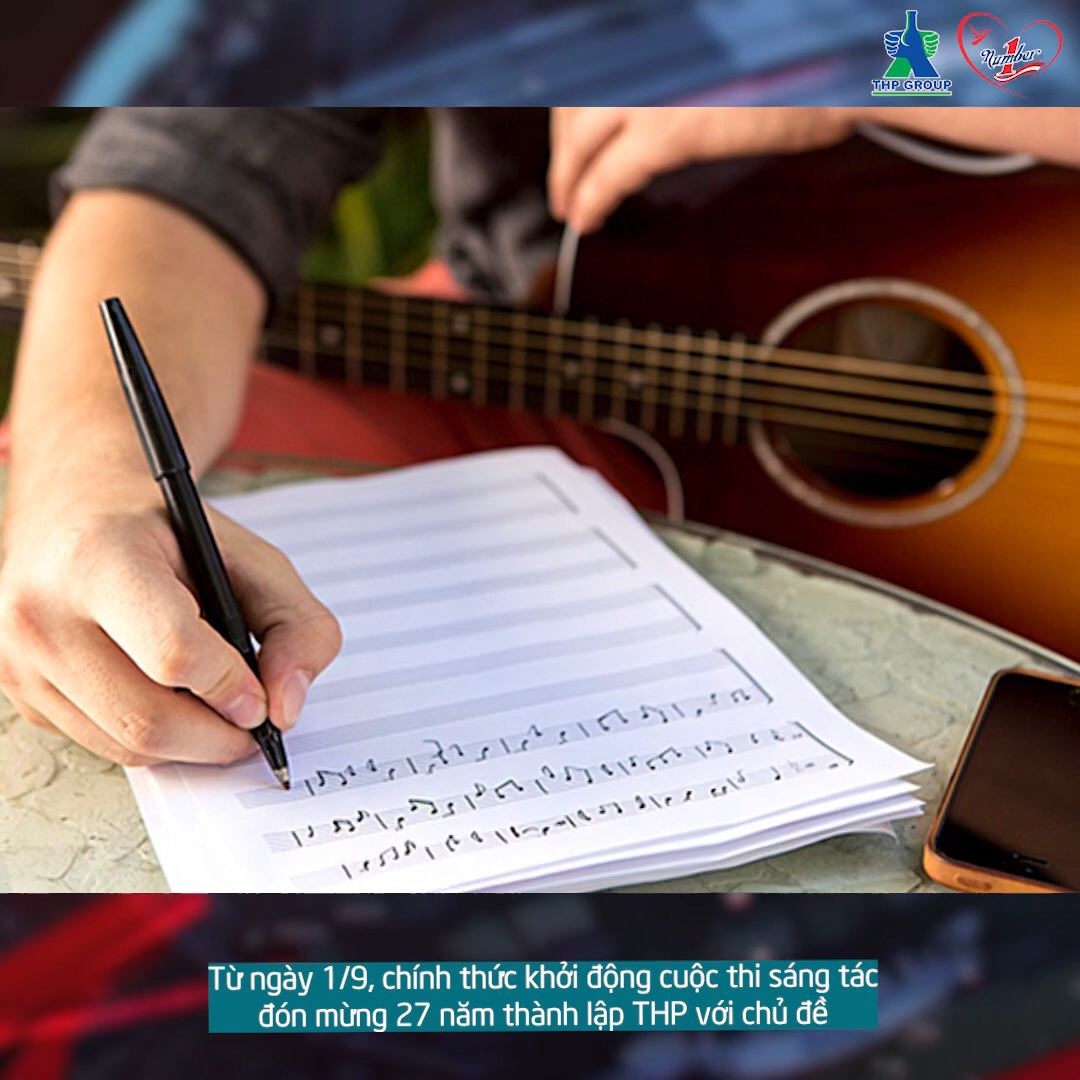 THP GROUP
Number 1
Từ ngày 1/9, chính thức khởi động cuộc thi sáng tác
đón mừng 27 năm thành lập THP với chủ đề